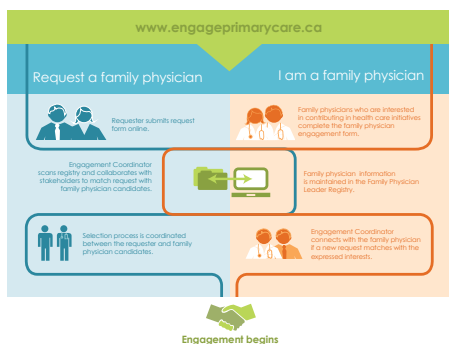 www.engageprimarycare.ca
Request a family physician
I am a family physician
Requester submits request
form online.
Family physicians who are interested
in contributing in health care initiatives
complete the family physician
engagement form.
Engagement Coordinator
scans registry and collaborates with
stakeholders to match request with
family physician candidates.
Family physician information
is maintained in the Family Physician
Leader Registry.
Selection process is coordinated
between the requester and family
physician candidates.
Engagement Coordinator
connects with the family physician
if a new request matches with the
expressed interests.
Engagement begins